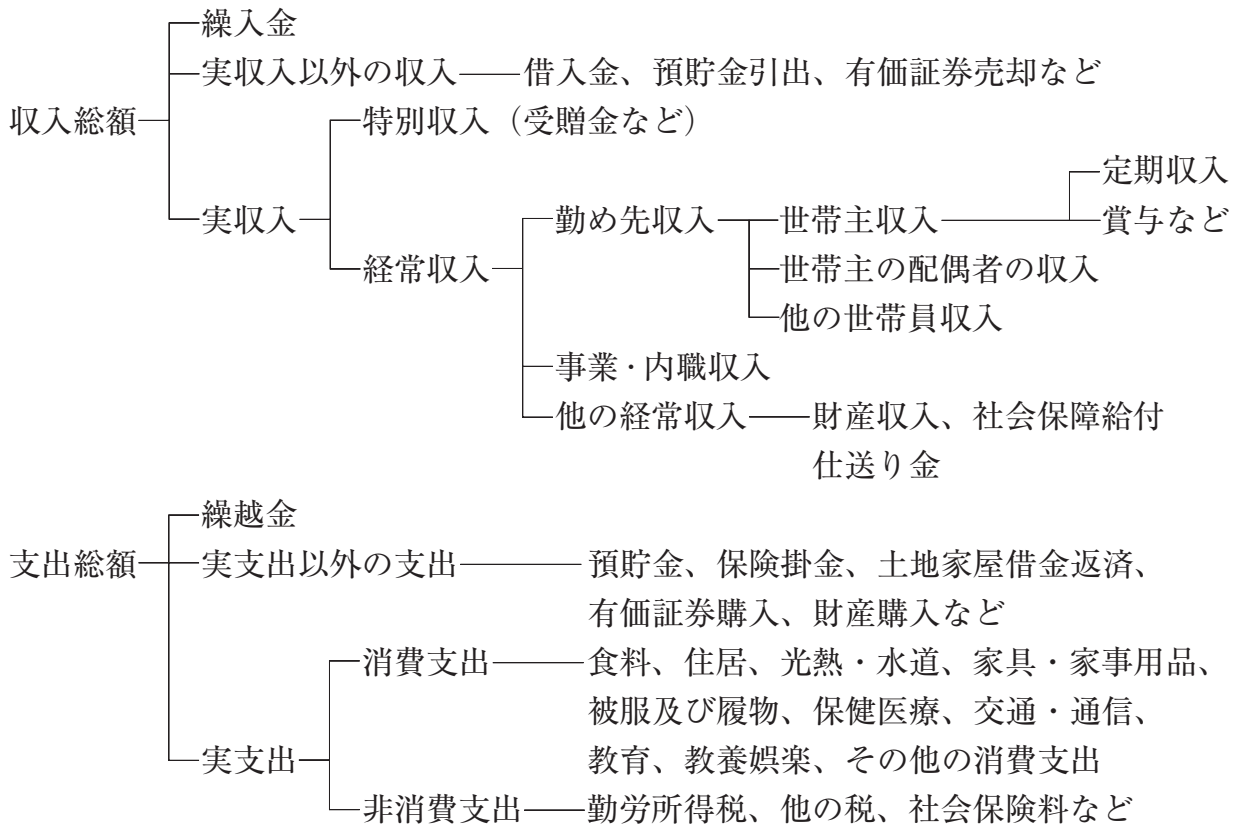 繰入金
実収入以外の収入 借入金、預貯金引出、有価証券売却など
収入総額 特別収入（受贈金など）
定期収入
実収入 勤め先収入 世帯主収入 賞与など
経常収入 世帯主の配偶者の収入
他の世帯員収入
事業・内職収入
他の経常収入 財産収入、社会保障給付
仕送り金
繰越金
支出総額 実支出以外の支出 預貯金、保険掛金、土地家屋借金返済、
有価証券購入、財産購入など
消費支出 食料、住居、光熱・水道、家具・家事用品、
被服及び履物、保健医療、交通・通信、
実支出 教育、教養娯楽、その他の消費支出
非消費支出 勤労所得税、他の税、社会保険料など